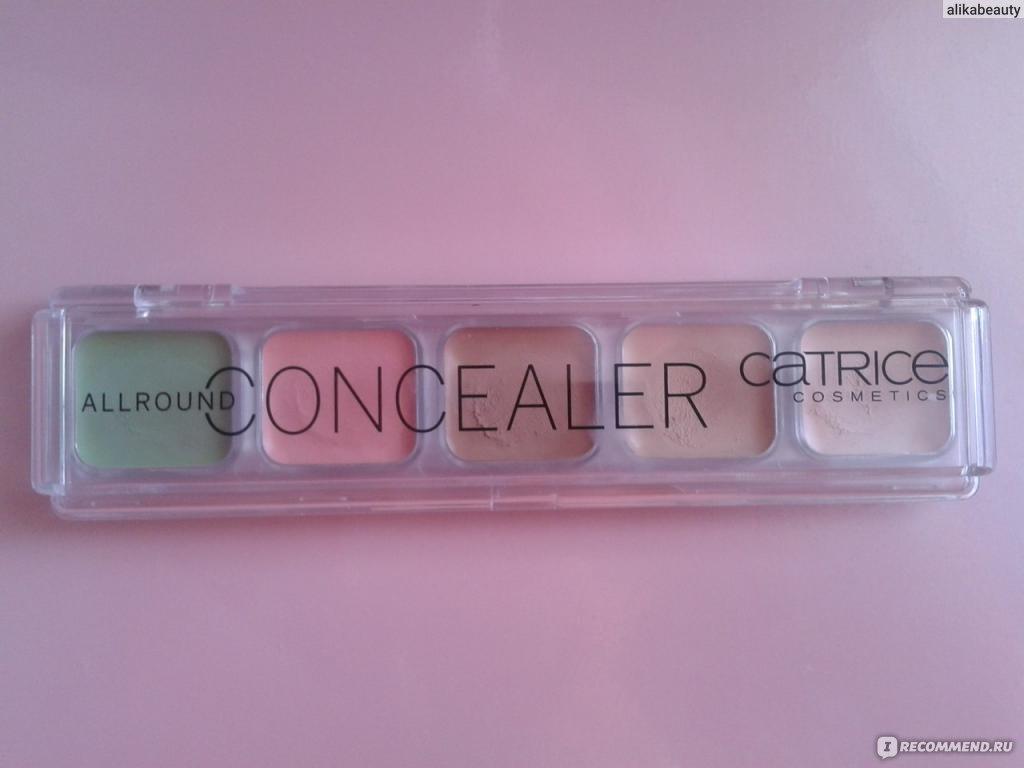 alikabeauty
ALLROUND CONCEALER
CATRICE
COSMETICS
I RECOMMEND.RU